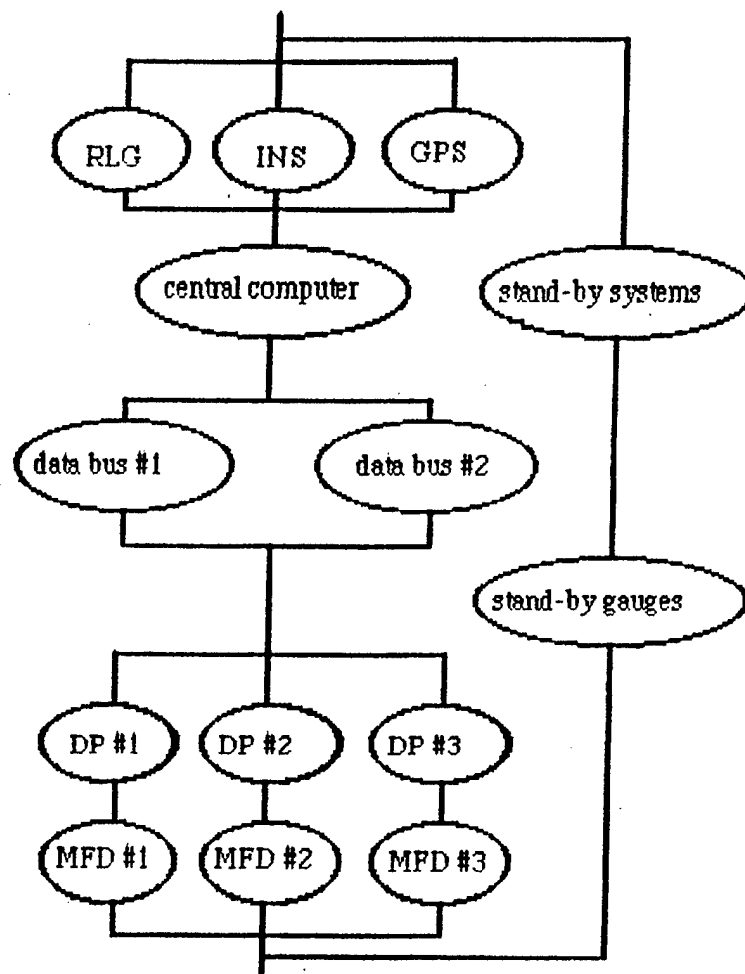 RLG
INS
GPS
central computer
stand-by systems
data bus #1
data bus #2
stand-by gauges
DP #1
DP #2
DP #3
MFD #1
MFD #2
MFD #3